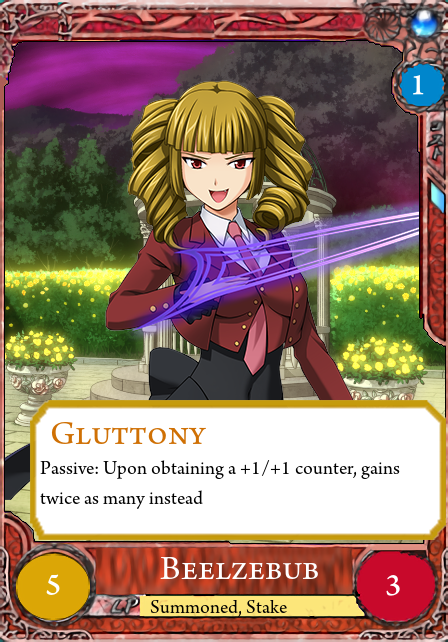 1
Gluttony
Passive: Upon obtaining a +1/+1 counter, gains
twice as many instead
Beelzebub
5
3
LP
Summoned, Stake